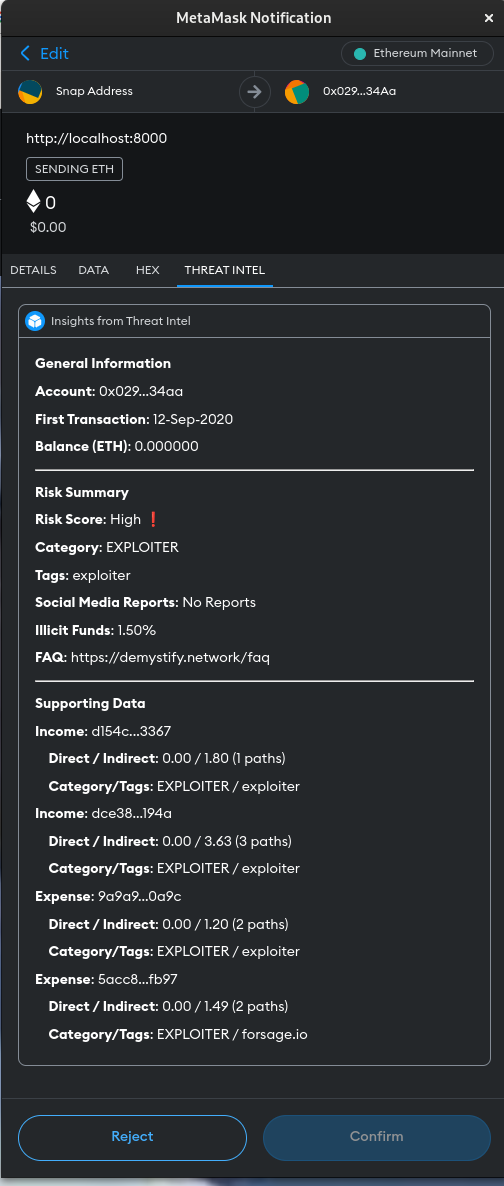 MetaMask Notification
Edit
Ethereum Mainnet
Snap Address
0x029...34Aa
http://localhost:8000
SENDING ETH
0
$0.00
DETAILS DATA HEX THREAT INTEL
Insights from Threat Intel
General Information
Account: 0x029...34aa
First Transaction: 12-Sep-2020
Balance (ETH): 0.000000
Risk Summary
Risk Score: High ❗
Category: EXPLOITER
Tags: exploiter
Social Media Reports: No Reports
Illicit Funds: 1.50%
FAQ: https://demystify.network/faq
Supporting Data
Income: d154c...3367
Direct / Indirect: 0.00 / 1.80 (1 paths)
Category/Tags: EXPLOITER / exploiter
Income: dce38...194a
Direct / Indirect: 0.00 / 3.63 (3 paths)
Category/Tags: EXPLOITER / exploiter
Expense: 9a9a9...0a9c
Direct / Indirect: 0.00 / 1.20 (2 paths)
Category/Tags: EXPLOITER / exploiter
Expense: 5acc8...fb97
Direct / Indirect: 0.00 / 1.49 (2 paths)
Category/Tags: EXPLOITER / forsage.io
Reject
Confirm